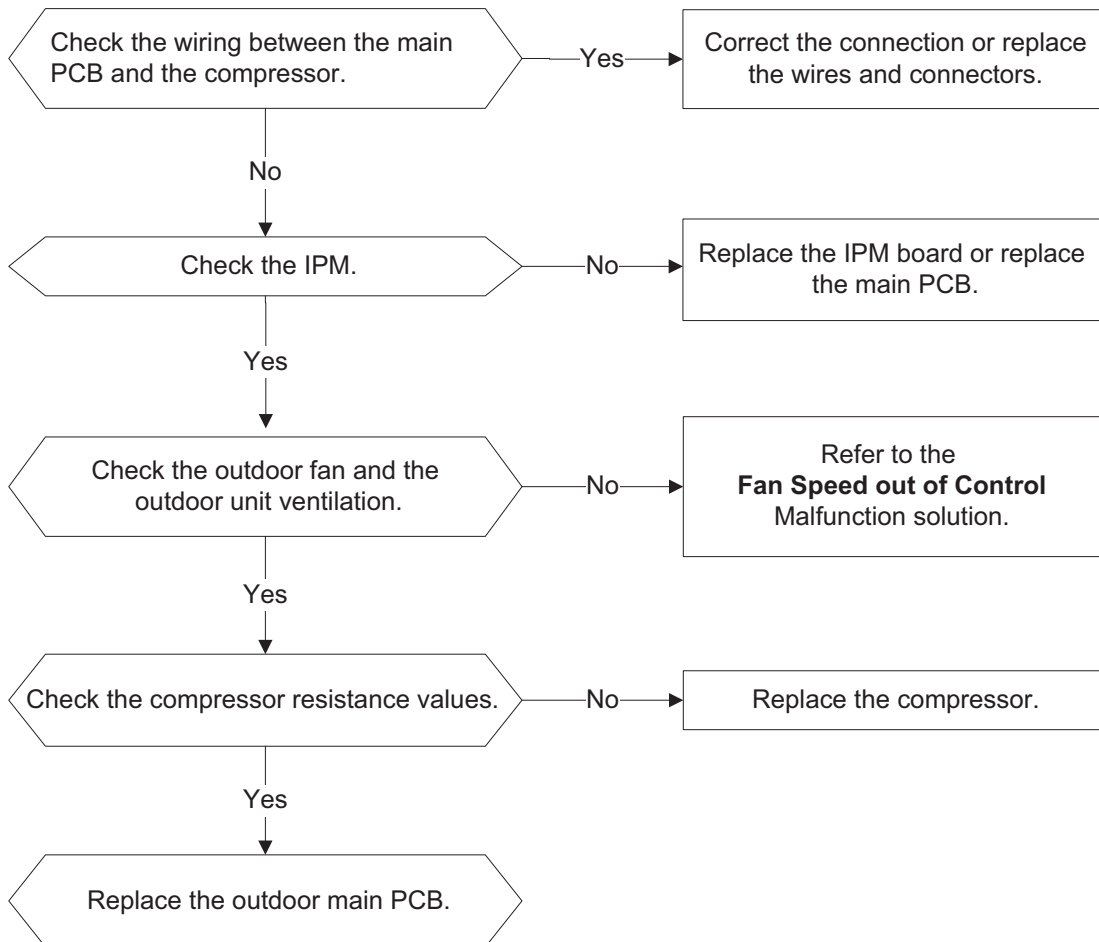 Check the wiring between the main
PCB and the compressor.
Yes
Correct the connection or replace
the wires and connectors.
No
Check the IPM.
No
Replace the IPM board or replace
the main PCB.
Yes
Check the outdoor fan and the
outdoor unit ventilation.
No
Refer to the
Fan Speed out of Control
Malfunction solution.
Yes
Check the compressor resistance values.
No
Replace the compressor.
Yes
Replace the outdoor main PCB.